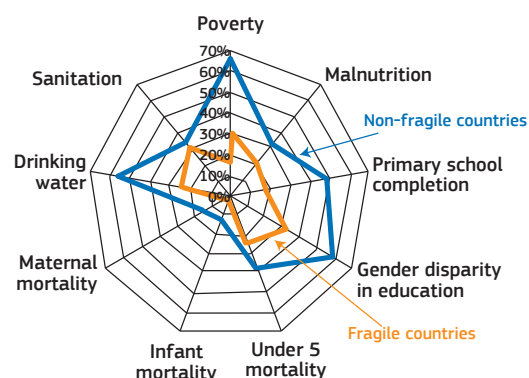 Poverty
70%
60%
50%
40%
30%
20%
10%
0%
Sanitation
Malnutrition
Non-fragile countries
Drinking
water
Primary school
completion
Maternal
mortality
Gender disparity
in education
Fragile countries
Infant
mortality
Under 5
mortality